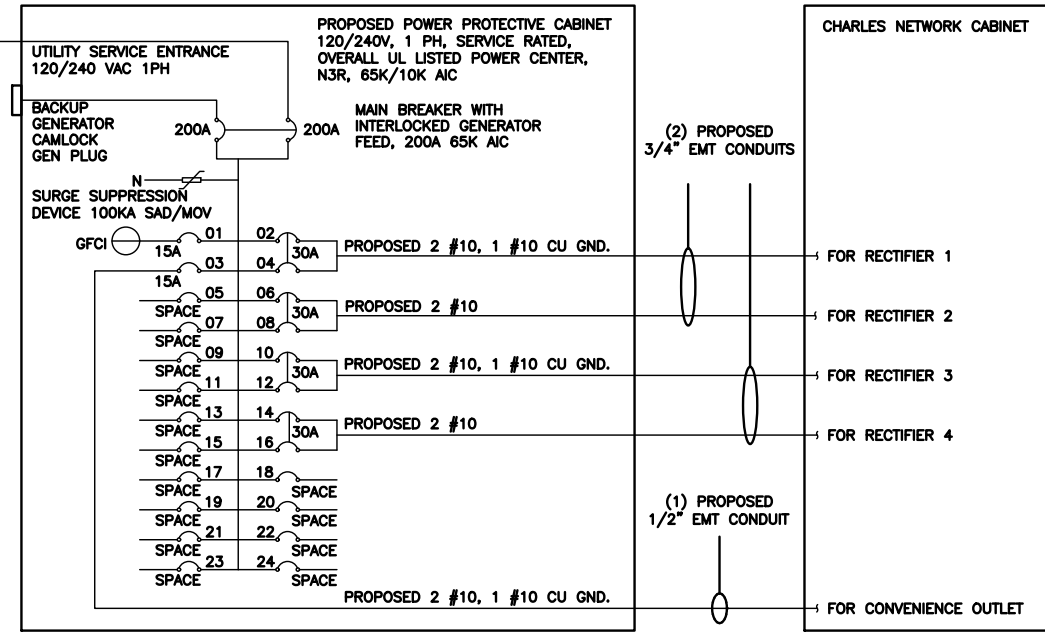 PROPOSED POWER PROTECTIVE CABINET
120/240V, 1 PH, SERVICE RATED,
OVERALL UL LISTED POWER CENTER,
N3R, 65K/10K AIC
CHARLES NETWORK CABINET
UTILITY SERVICE ENTRANCE
120/240 VAC 1PH
BACKUP
GENERATOR
CAMLOCK
GEN PLUG
200A
200A
MAIN BREAKER WITH
INTERLOCKED GENERATOR
FEED, 200A 65K AIC
(2) PROPOSED
3/4" EMT CONDUITS
N
SURGE SUPPRESSION
DEVICE 100KA SAD/MOV
GFCI
15A
01
02
30A
PROPOSED 2 #10, 1 #10 CU GND.
FOR RECTIFIER 1
15A
03
04
SPACE
05
06
30A
PROPOSED 2 #10
FOR RECTIFIER 2
SPACE
07
08
SPACE
09
10
30A
PROPOSED 2 #10, 1 #10 CU GND.
FOR RECTIFIER 3
SPACE
11
12
SPACE
13
14
30A
PROPOSED 2 #10
FOR RECTIFIER 4
SPACE
15
16
SPACE
17
18
SPACE
SPACE
19
20
SPACE
SPACE
21
22
SPACE
SPACE
23
24
SPACE
(1) PROPOSED
1/2" EMT CONDUIT
PROPOSED 2 #10, 1 #10 CU GND.
FOR CONVENIENCE OUTLET